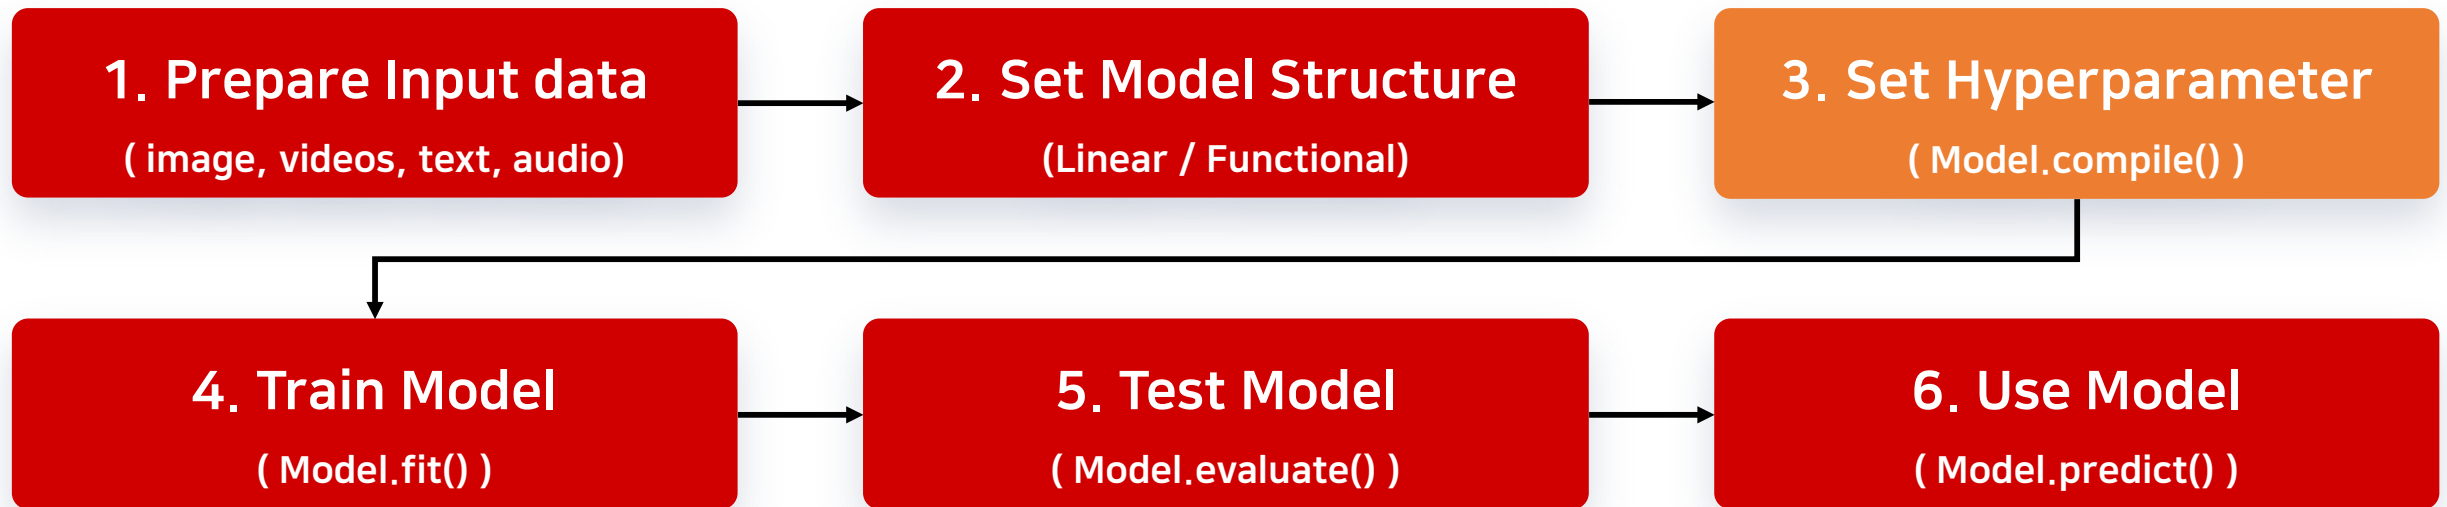 1. Prepare Input data
( image, videos, text, audio)
2. Set Model Structure
(Linear / Functional)
3. Set Hyperparameter
( Model.compile() )
4. Train Model
( Model.fit() )
5. Test Model
( Model.evaluate() )
6. Use Model
( Model.predict() )